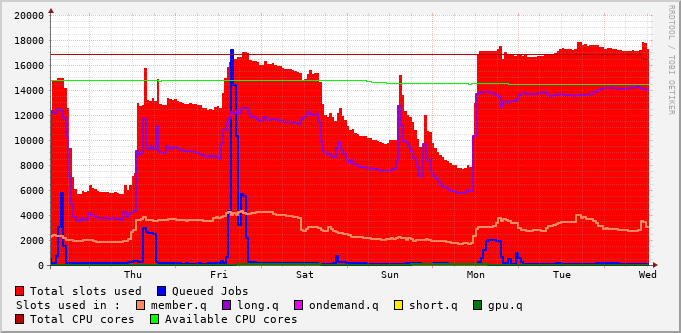 20000
18000
16000
14000
12000
10000
8000
6000
4000
2000
0
Thu Fri Sat Sun Mon Tue Wed
RRDTOOL / TOBI OETIKER
Total slots used Queued Jobs
Slots used in : member.q long.q ondemand.q short.q gpu.q
Total CPU cores Available CPU cores